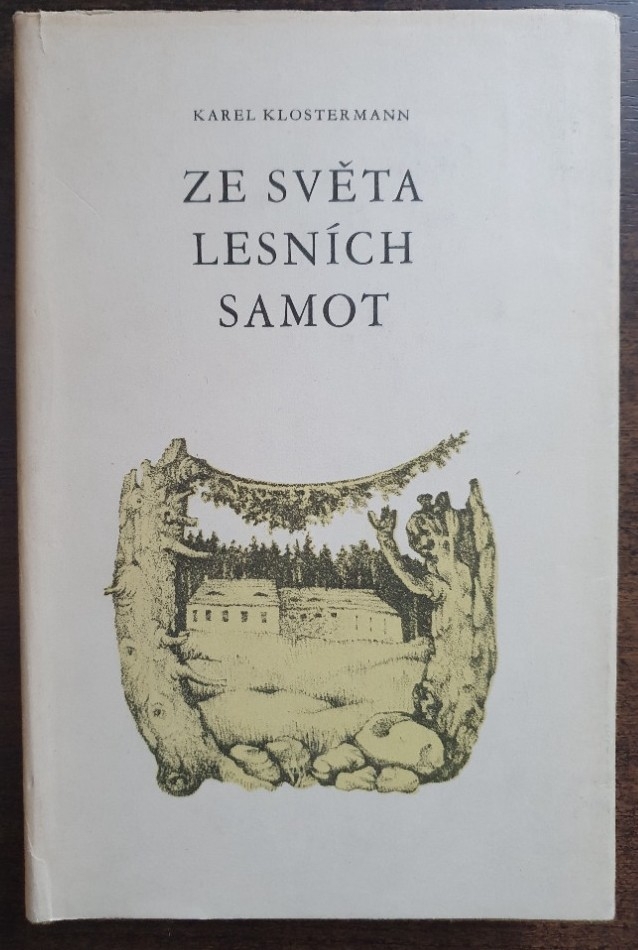 KAREL KLOSTERMANN
ZE SVĚTA
LESNÍCH
SAMOT